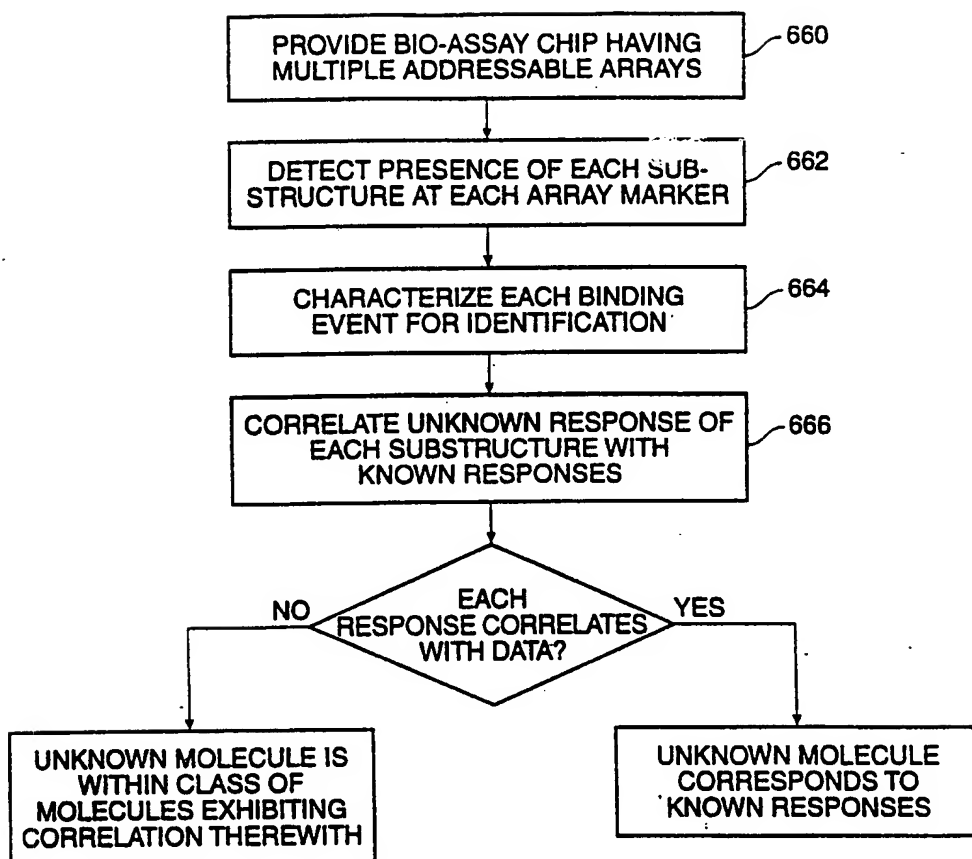 PROVIDE BIO-ASSAY CHIP HAVING
MULTIPLE ADDRESSABLE ARRAYS
660
DETECT PRESENCE OF EACH SUB-
STRUCTURE AT EACH ARRAY MARKER
662
CHARACTERIZE EACH BINDING
EVENT FOR IDENTIFICATION
664
CORRELATE UNKNOWN RESPONSE OF
EACH SUBSTRUCTURE WITH
KNOWN RESPONSES
666
EACH
RESPONSE CORRELATES
WITH DATA?
NO
YES
UNKNOWN MOLECULE IS
WITHIN CLASS OF
MOLECULES EXHIBITING
CORRELATION THEREWITH
UNKNOWN MOLECULE
CORRESPONDS TO
KNOWN RESPONSES